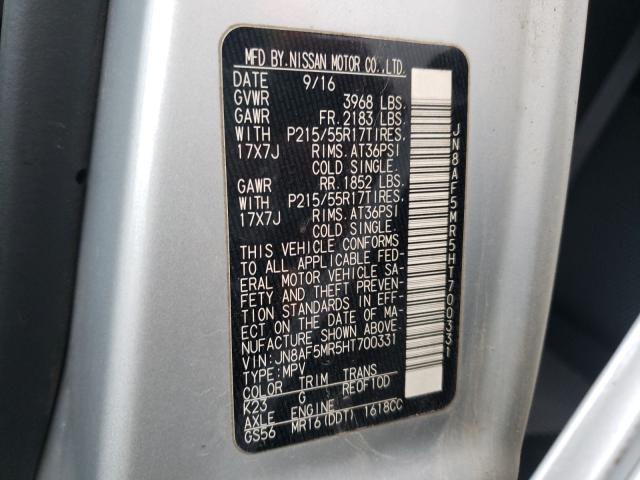 MFD BY.NISSAN MOTOR CO.,LTD.
DATE 9/16
GVWR 3968 LBS.
GAWR FR. 2183 LBS.
WITH P215/55R17TIRES.
17X7J RIMS. AT36PSI
COLD SINGLE.
GAWR RR. 1852 LBS.
WITH P215/55R17TIRES.
17X7J RIMS. AT36PSI
COLD SINGLE.
THIS VEHICLE CONFORMS
TO ALL APPLICABLE FED-
ERAL MOTOR VEHICLE SA-
FETY AND THEFT PREVEN-
TION STANDARDS IN EFF-
ECT ON THE DATE OF MA-
NUFACTURE SHOWN ABOVE.
VIN: JN8AF5MR5HT700331
TYPE: MPV
COLOR TRIM TRANS
K23 G RE0F10D
AXLE ENGINE
GS56 MR16(DDT) 1618CC
JN8AF5MR5HT700331